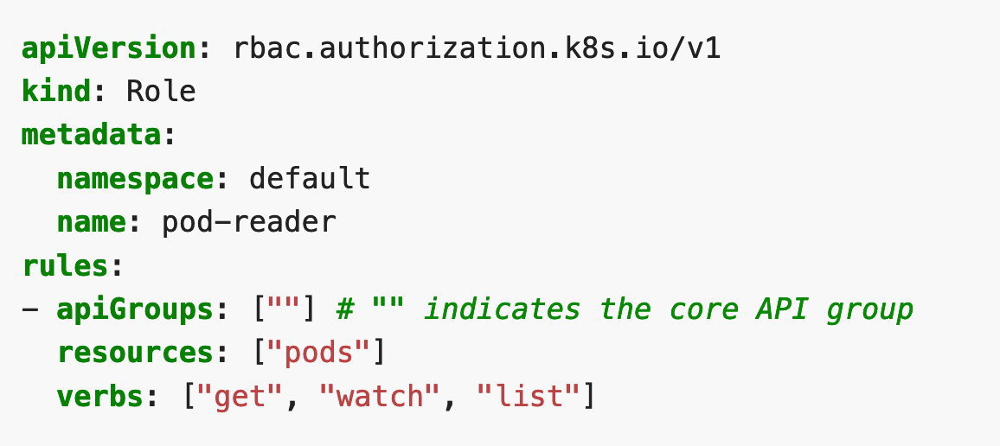 apiVersion: rbac.authorization.k8s.io/v1
kind: Role
metadata:
  namespace: default
  name: pod-reader
rules:
- apiGroups: [""] # "" indicates the core API group
  resources: ["pods"]
  verbs: ["get", "watch", "list"]